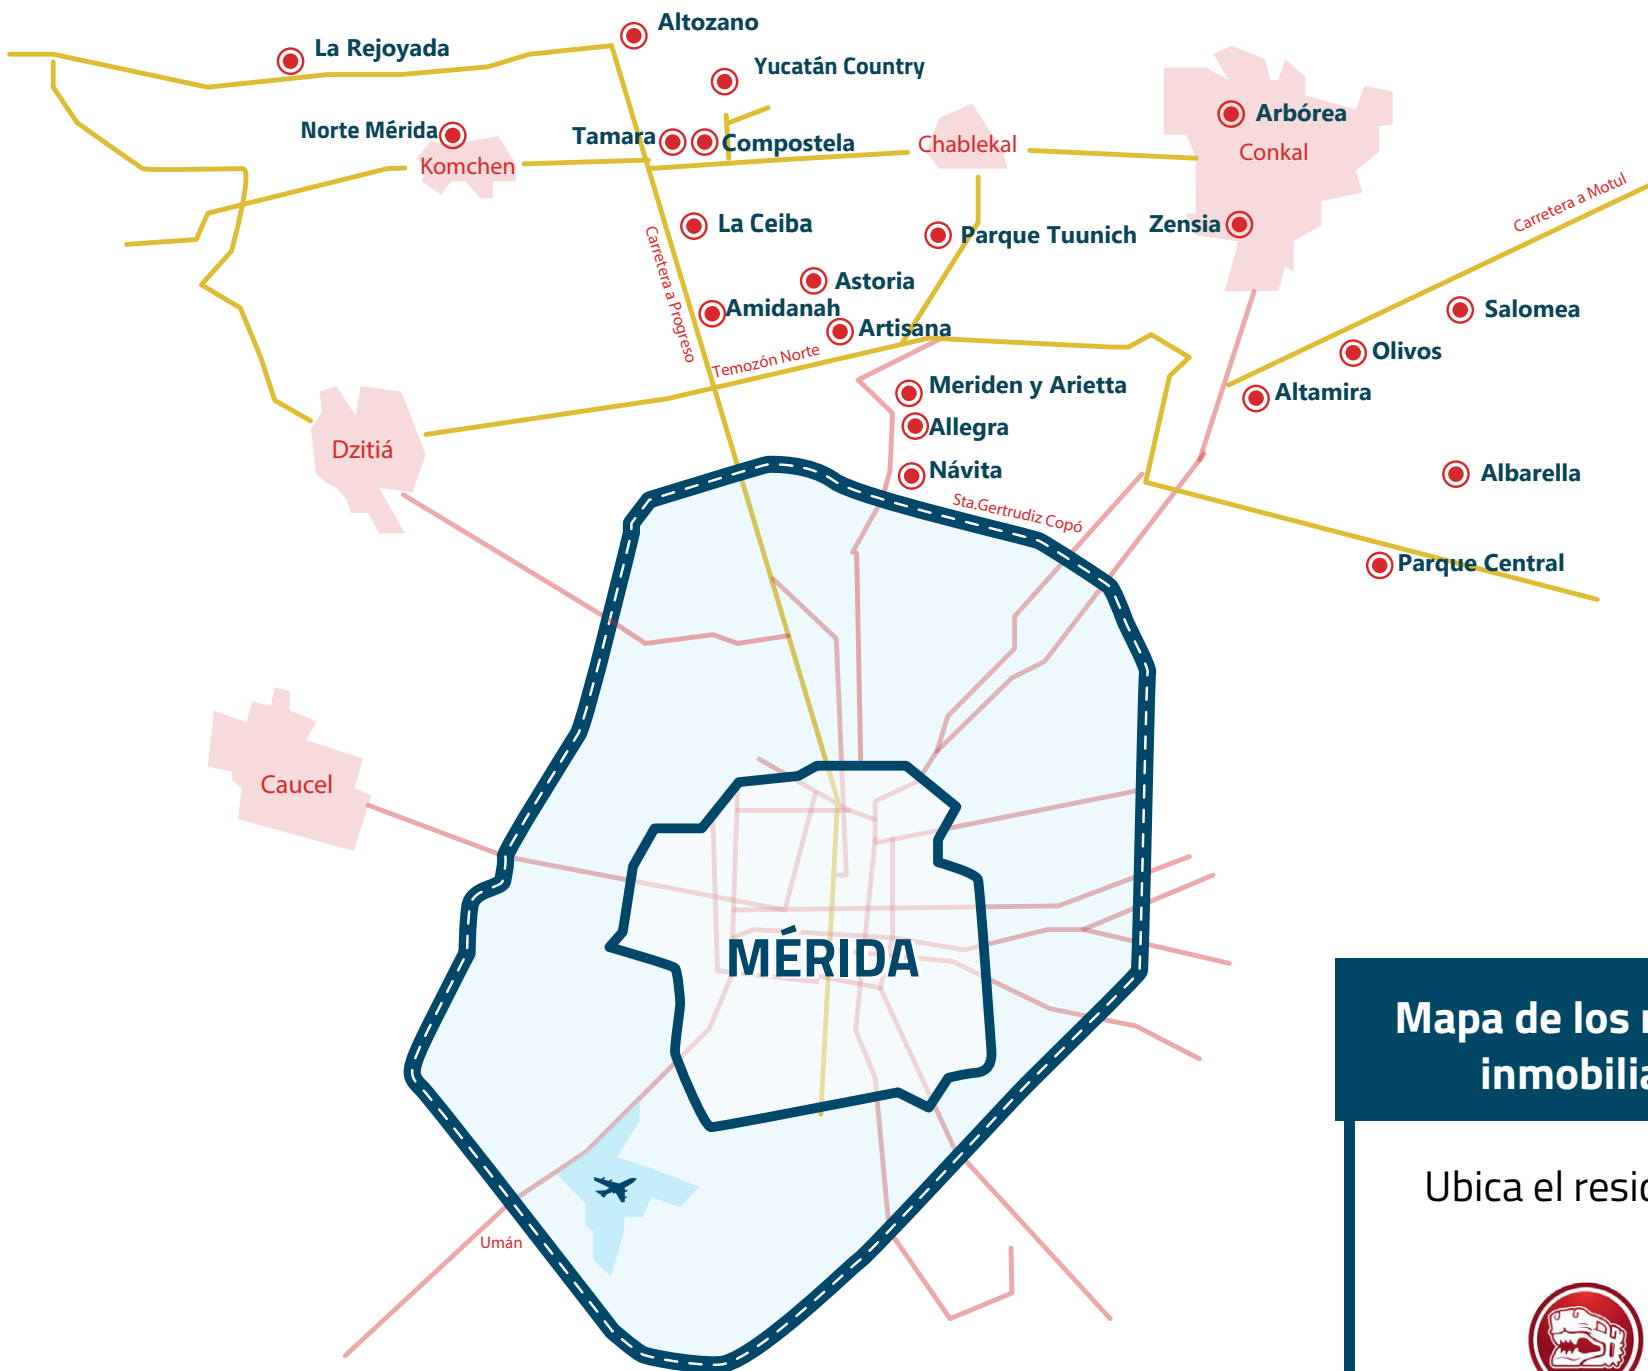 Altozano
La Rejoyada
Yucatán Country
Arbórea
Norte Mérida
Tamara
Compostela
Chablekal
Conkal
Komchen
Carretera a Motul
La Ceiba
Parque Tuunich
Zensia
Carretera a Progreso
Astoria
Amidanah
Artisana
Salomea
Temozón Norte
Olivos
Meriden y Arietta
Altamira
Allegra
Dzitiá
Návita
Albarella
Sta.Gertrudiz Copó
Parque Central
Caucel
MÉRIDA
Mapa de los
inmobilia
Ubica el resid
Umán